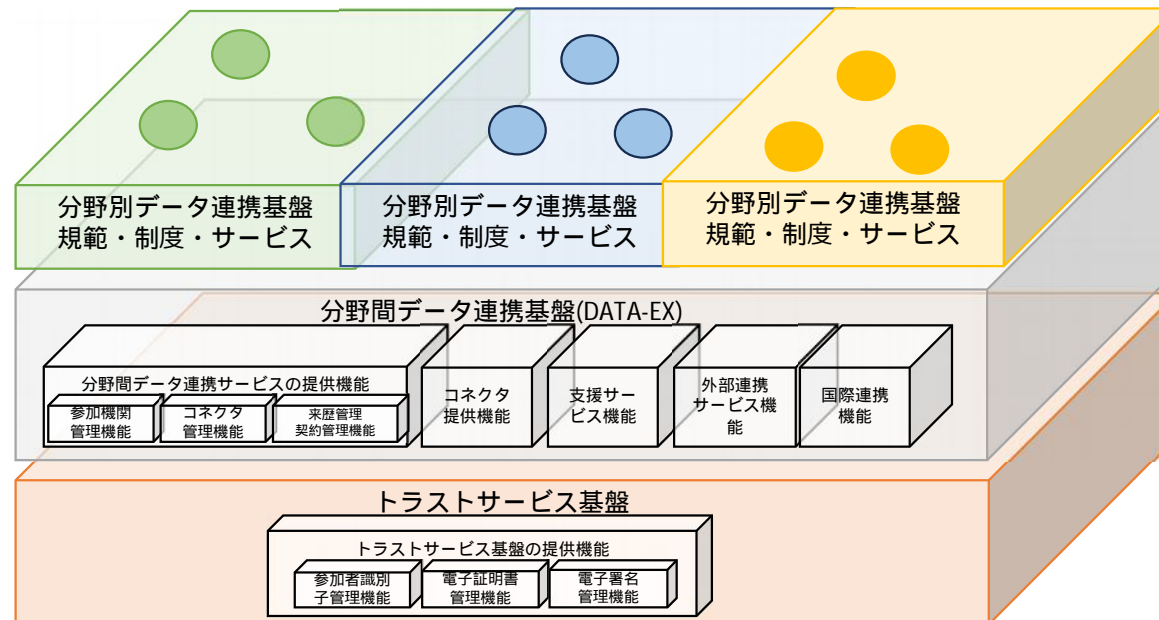 分野別データ連携基盤
規範・制度・サービス
分野別データ連携基盤
規範・制度・サービス
分野別データ連携基盤
規範・制度・サービス
分野間データ連携基盤(DATA-EX)
分野間データ連携サービスの提供機能
参加機関
管理機能
コネクタ
管理機能
来歴管理
契約管理機能
コネクタ
提供機能
支援サー
ビス機能
外部連携
サービス機
能
国際連携
機能
トラストサービス基盤
トラストサービス基盤の提供機能
参加者識別
子管理機能
電子証明書
管理機能
電子署名
管理機能